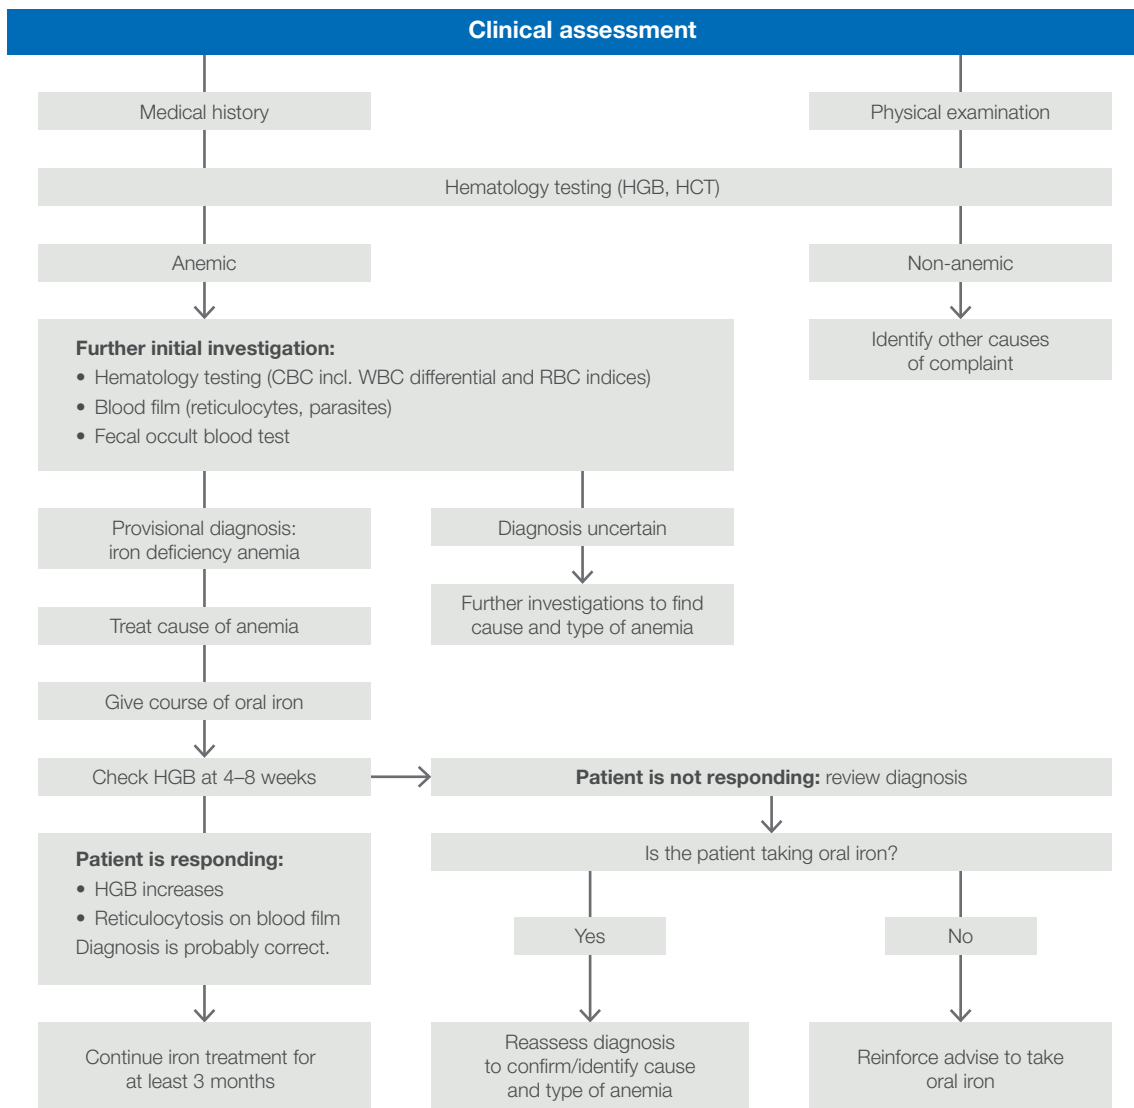 Clinical assessment
Medical history
Physical examination
Hematology testing (HGB, HCT)
Anemic
Non-anemic
Further initial investigation:
• Hematology testing (CBC incl. WBC differential and RBC indices)
• Blood film (reticulocytes, parasites)
• Fecal occult blood test
Identify other causes
of complaint
Provisional diagnosis:
iron deficiency anemia
Diagnosis uncertain
Treat cause of anemia
Further investigations to find
cause and type of anemia
Give course of oral iron
Check HGB at 4–8 weeks
Patient is not responding: review diagnosis
Patient is responding:
• HGB increases
• Reticulocytosis on blood film
Diagnosis is probably correct.
Is the patient taking oral iron?
Yes
No
Continue iron treatment for
at least 3 months
Reassess diagnosis
to confirm/identify cause
and type of anemia
Reinforce advise to take
oral iron